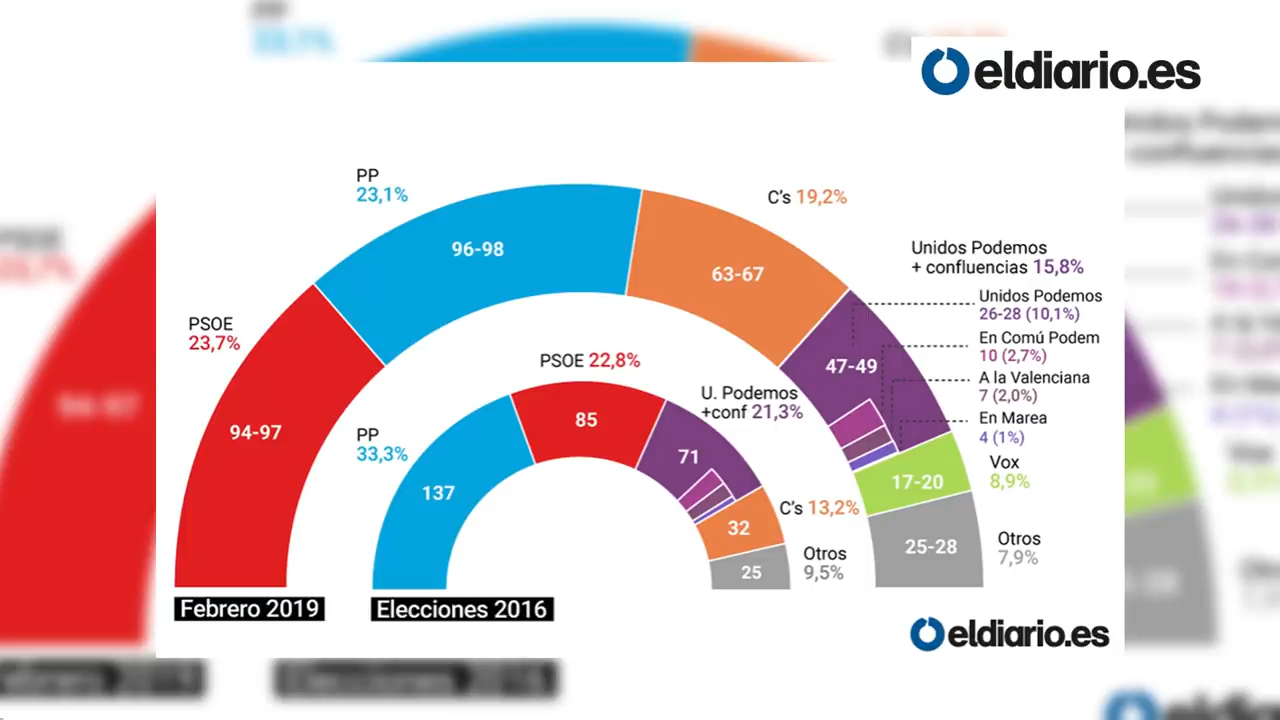 eldiario.es
PP
23,1%
C's 19,2%
96-98
63-67
Unidos Podemos
+ confluencias 15,8%
Unidos Podemos
26-28 (10,1%)
En Comú Podem
10 (2,7%)
A la Valenciana
7 (2,0%)
En Marea
4 (1%)
PSOE
23,7%
94-97
47-49
Vox
8,9%
17-20
Otros
7,9%
25-28
PSOE 22,8%
85
U. Podemos
+conf 21,3%
71
PP
33,3%
137
C's 13,2%
32
Otros
9,5%
25
Febrero 2019
Elecciones 2016
eldiario.es